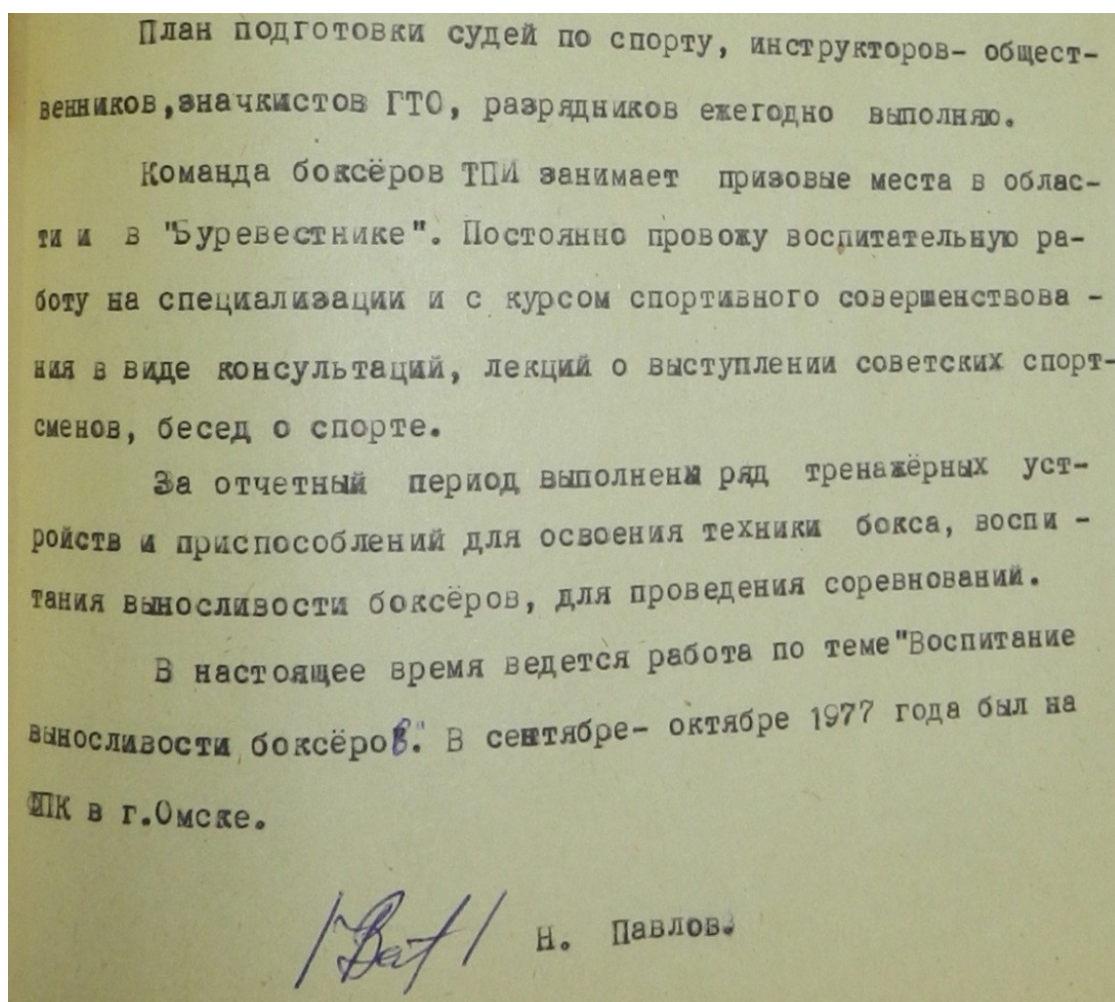 План подготовки судей по спорту, инструкторов- общест-
венников,значкистов ГТО, разрядников ежегодно выполняю.
Команда боксёров ТПИ занимает призовые места в облас-
ти и в "Буревестнике". Постоянно провожу воспитательную ра-
боту на специализации и с курсом спортивного совершенствова -
ния в виде консультаций, лекций о выступлении советских спорт-
сменов, бесед о спорте.
За отчетный период выполнены ряд тренажёрных уст-
ройств и приспособлений для освоения техники бокса, воспи -
тания выносливости боксёров, для проведения соревнований.
В настоящее время ведется работа по теме"Воспитание
выносливости боксёров". В сентябре- октябре 1977 года был на
ФПК в г.Омске.
Н. Павлов.